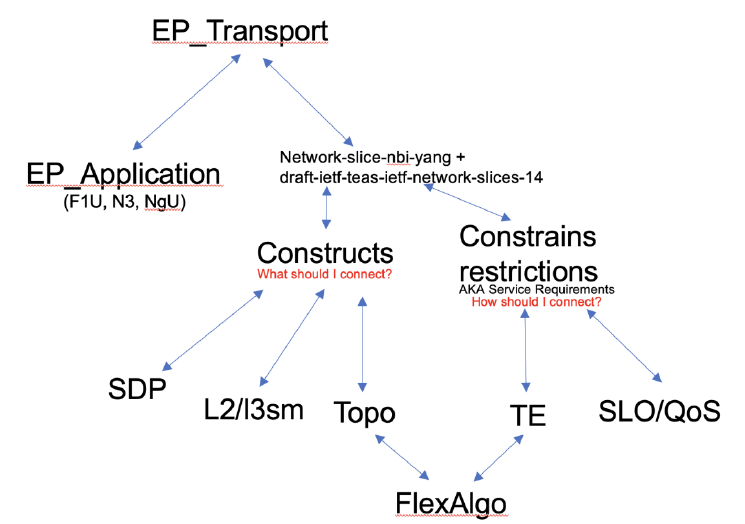 EP_Transport
EP_Application
(F1U, N3, NgU)
Network-slice-nbi-yang +
draft-ietf-teas-ietf-network-slices-14
Constructs
What should I connect?
Constrains
restrictions
AKA Service Requirements
How should I connect?
SDP
L2/l3sm
Topo
TE
SLO/QoS
FlexAlgo